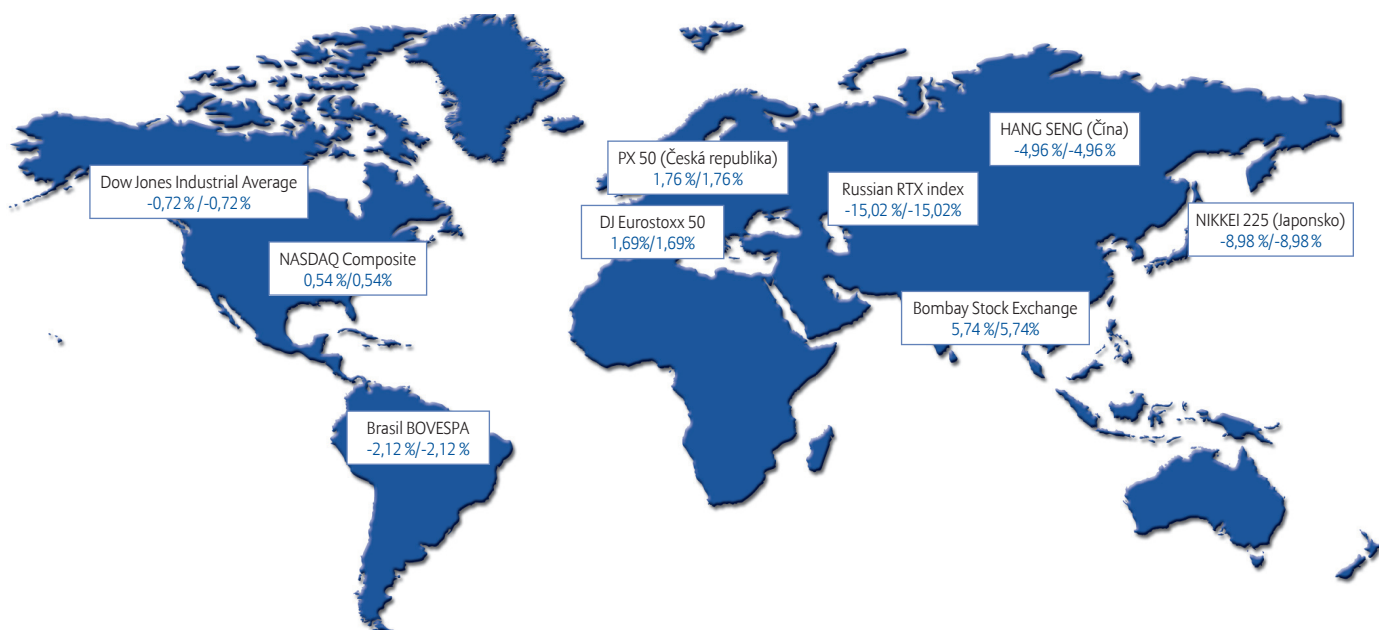 HANG SENG (Čína)
-4,96 %/-4,96 %
PX 50 (Česká republika)
1,76 %/1,76 %
Dow Jones Industrial Average
-0,72 % /-0,72 %
Russian RTX index
-15,02 %/-15,02%
DJ Eurostoxx 50
1,69%/1,69%
NIKKEI 225 (Japonsko)
-8,98 %/-8,98 %
NASDAQ Composite
0,54 %/0,54%
Bombay Stock Exchange
5,74 %/5,74%
Brasil BOVESPA
-2,12 %/-2,12 %